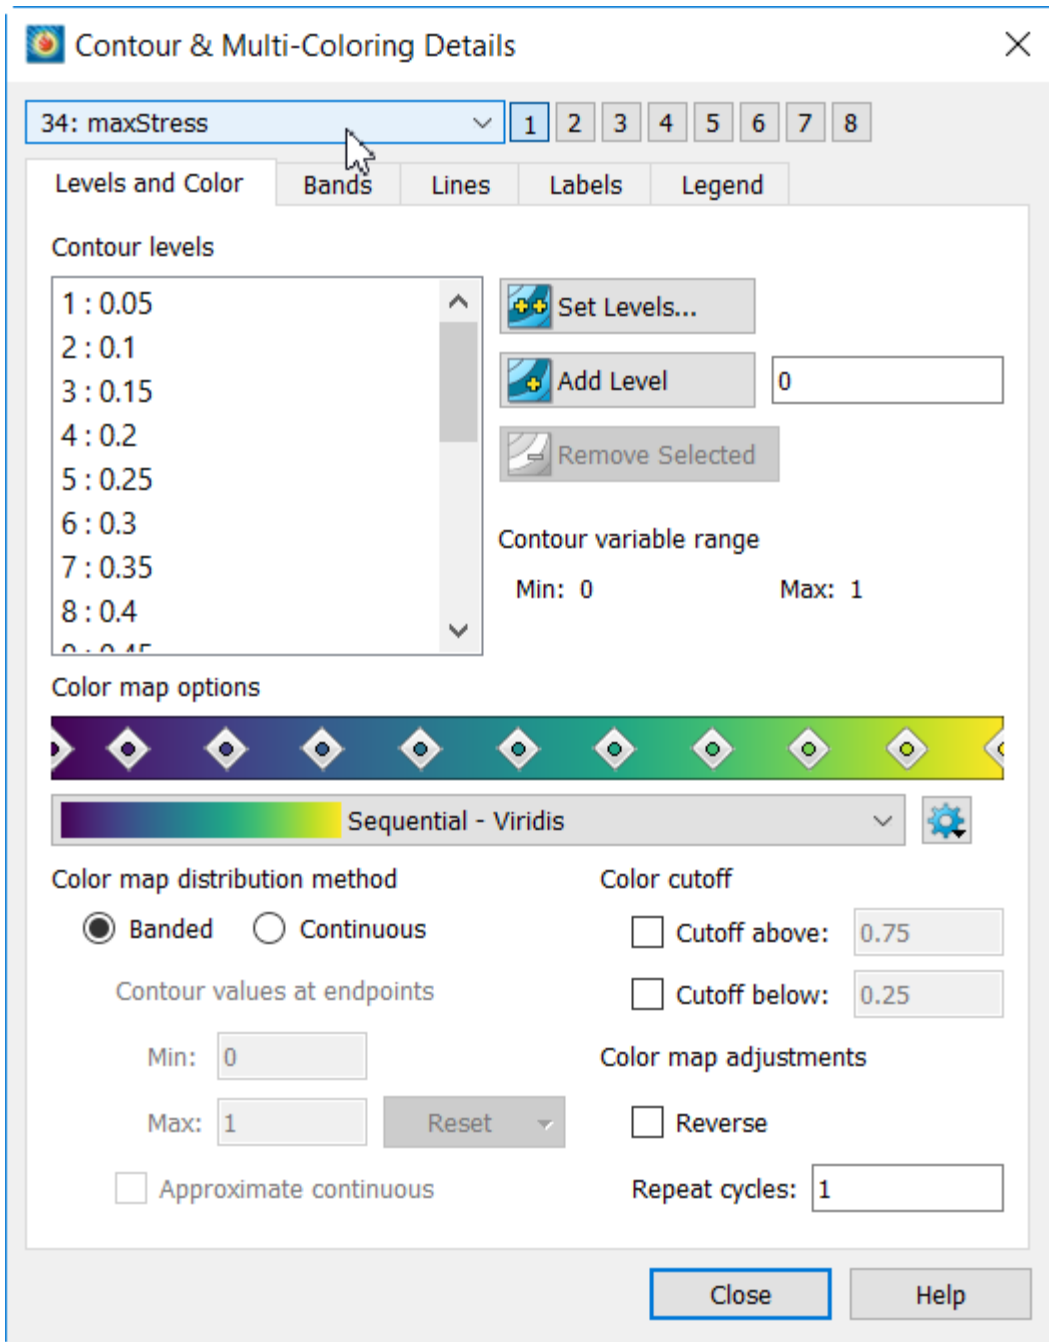 Contour & Multi-Coloring Details
34: maxStress 1 2 3 4 5 6 7 8
Levels and Color Bands Lines Labels Legend
Contour levels
1 : 0.05
2 : 0.1
3 : 0.15
4 : 0.2
5 : 0.25
6 : 0.3
7 : 0.35
8 : 0.4
9 : 0.45
Set Levels...
Add Level 0
Remove Selected
Contour variable range
Min: 0 Max: 1
Color map options
Sequential - Viridis
Color map distribution method
Banded Continuous
Contour values at endpoints
Min: 0
Max: 1 Reset
Approximate continuous
Color cutoff
Cutoff above: 0.75
Cutoff below: 0.25
Color map adjustments
Reverse
Repeat cycles: 1
Close Help